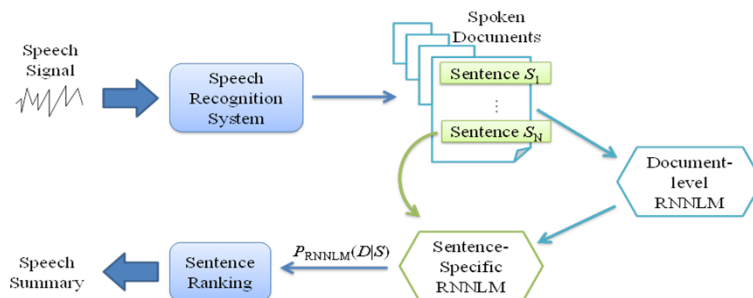 Speech
Signal
Speech
Recognition
System
Spoken
Documents
Sentence S1
⋮
Sentence SN
Document-
level
RNNLM
Sentence-
Specific
RNNLM
PRNNLM(D|S)
Sentence
Ranking
Speech
Summary